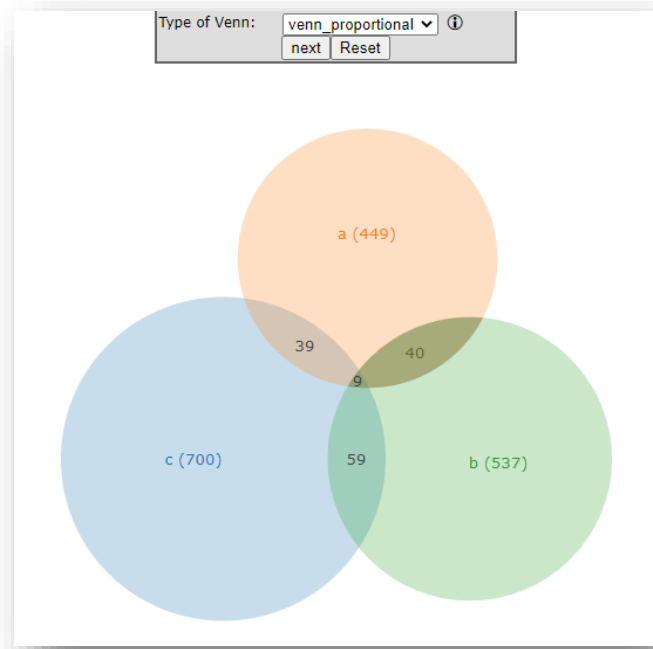 Type of Venn: venn_proportional
next Reset
a (449)
39 40
9
c (700) 59 b (537)